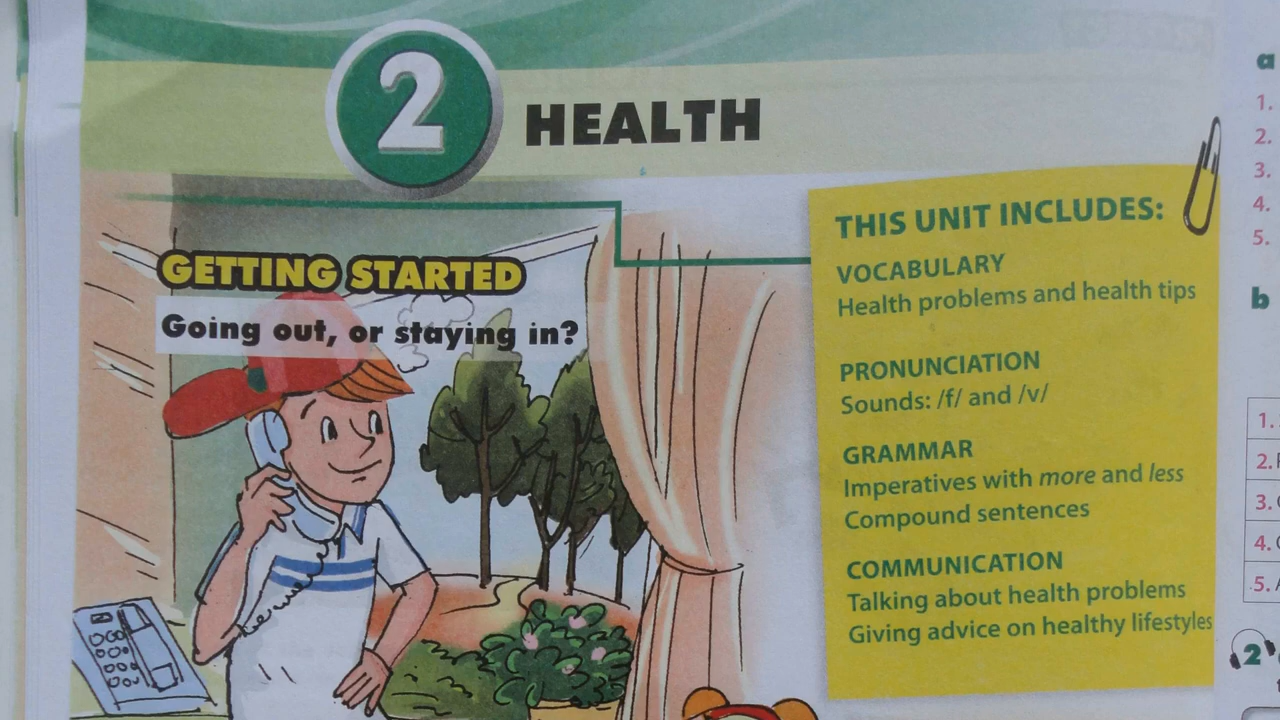 2
HEALTH
GETTING STARTED
Going out, or staying in?
THIS UNIT INCLUDES:
VOCABULARY
Health problems and health tips
PRONUNCIATION
Sounds: /f/ and /v/
GRAMMAR
Imperatives with more and less
Compound sentences
COMMUNICATION
Talking about health problems
Giving advice on healthy lifestyles
a
1.
2.
3.
4.
5.
b
1.
2.
3.
4.
5.
2